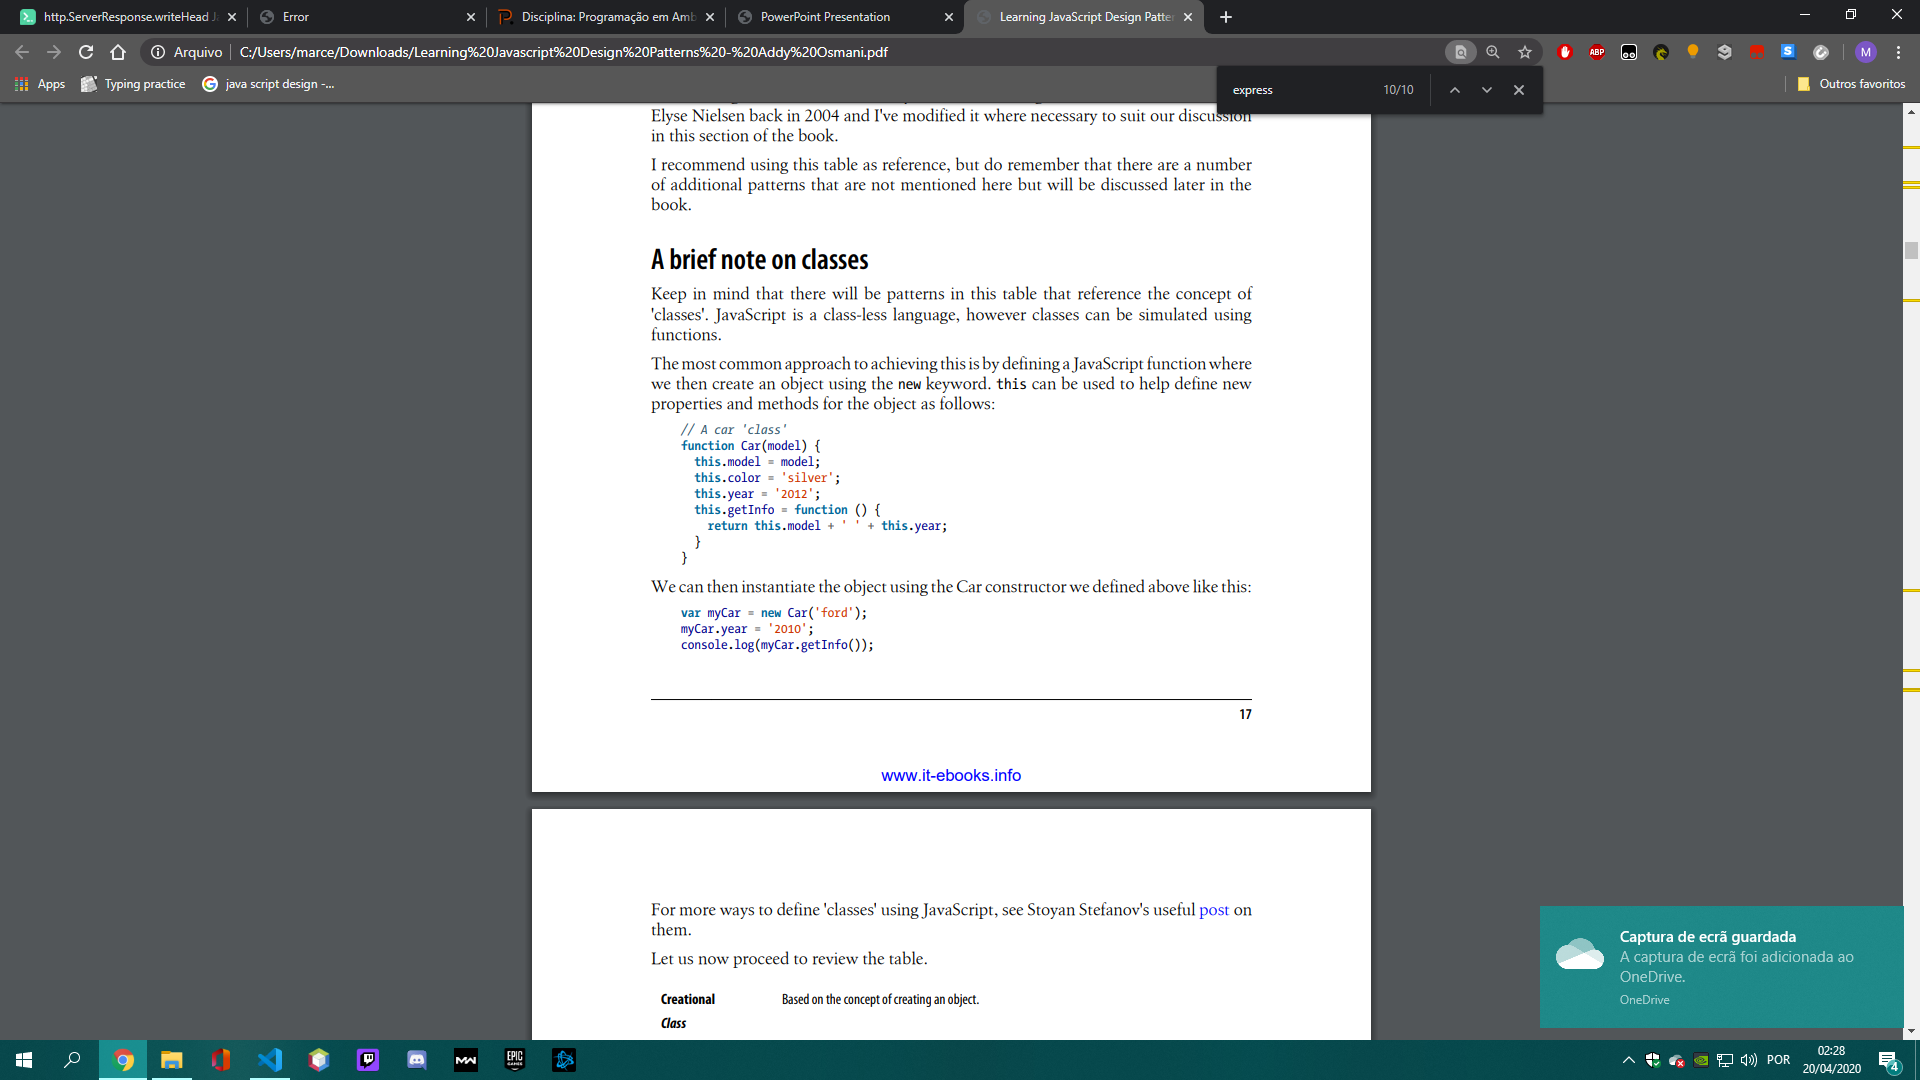 http.ServerResponse.writeHead J
Error
Disciplina: Programação em Amb
PowerPoint Presentation
Learning JavaScript Design Patter
Arquivo
C:/Users/marce/Downloads/Learning%20Javascript%20Design%20Patterns%20-%20Addy%20Osmani.pdf
ABP
S
M
Apps
Typing practice
java script design -...
Outros favoritos
express
10/10
Elyse Nielsen back in 2004 and I've modified it where necessary to suit our discussion
in this section of the book.
I recommend using this table as reference, but do remember that there are a number
of additional patterns that are not mentioned here but will be discussed later in the
book.
A brief note on classes
Keep in mind that there will be patterns in this table that reference the concept of
'classes'. JavaScript is a class-less language, however classes can be simulated using
functions.
The most common approach to achieving this is by defining a JavaScript function where
we then create an object using the new keyword. this can be used to help define new
properties and methods for the object as follows:
// A car 'class'
function Car(model) {
this.model = model;
this.color = 'silver';
this.year = '2012';
this.getInfo = function () {
return this.model + ' ' + this.year;
}
}
We can then instantiate the object using the Car constructor we defined above like this:
var myCar = new Car('ford');
myCar.year = '2010';
console.log(myCar.getInfo());
17
www.it-ebooks.info
For more ways to define 'classes' using JavaScript, see Stoyan Stefanov's useful post on
them.
Let us now proceed to review the table.
Creational
Based on the concept of creating an object.
Class
Captura de ecrã guardada
A captura de ecrã foi adicionada ao
OneDrive.
OneDrive
MW
EPIC
GAMES
POR
02:28
20/04/2020
4